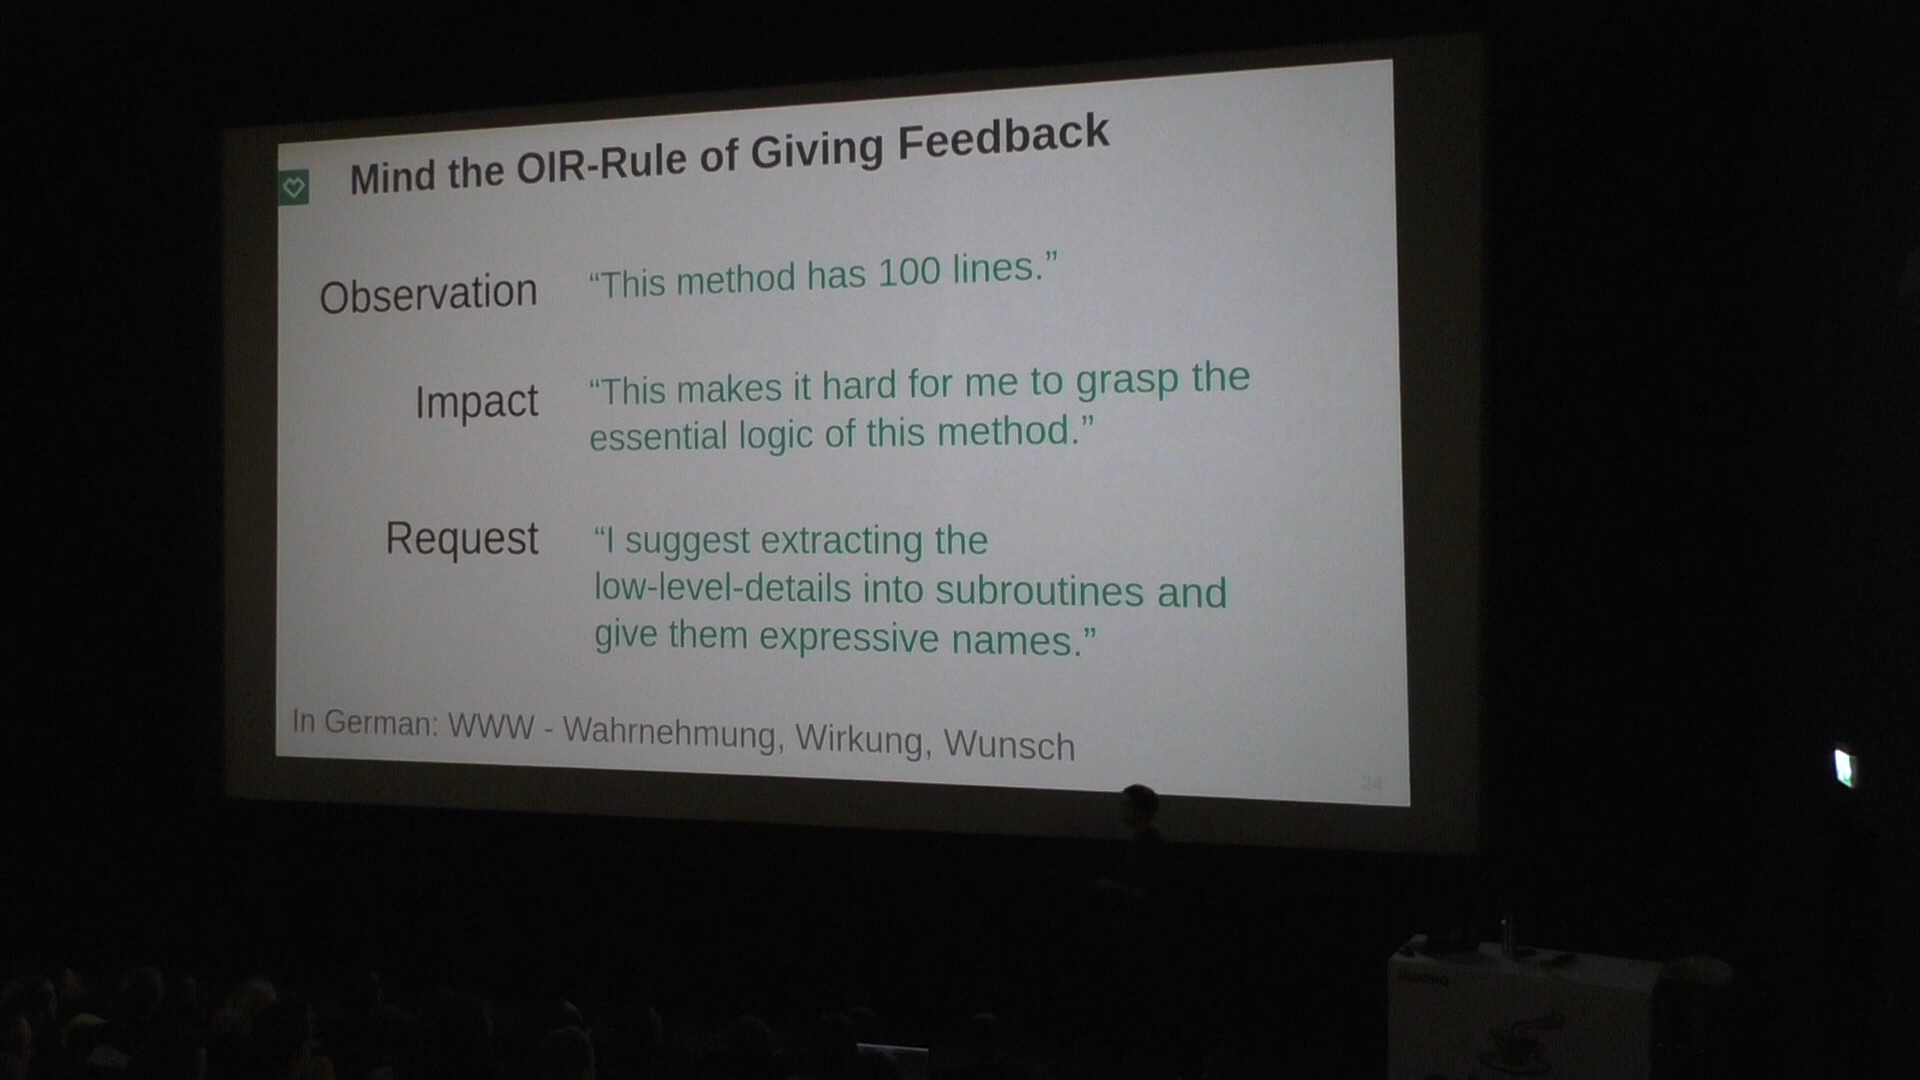 Mind the OIR-Rule of Giving Feedback
Observation
“This method has 100 lines.”
Impact
“This makes it hard for me to grasp the
essential logic of this method.”
Request
“I suggest extracting the
low-level-details into subroutines and
give them expressive names.”
In German: WWW - Wahrnehmung, Wirkung, Wunsch
24